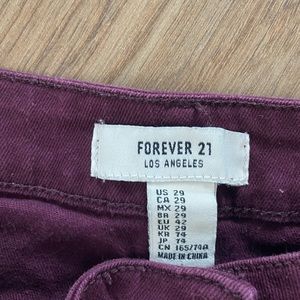 FOREVER 21
LOS ANGELES
US 29
CA 29
MX 29
BR 29
EU 42
UK 29
KR 74
JP 74
CN 165/74A
MADE IN CHINA